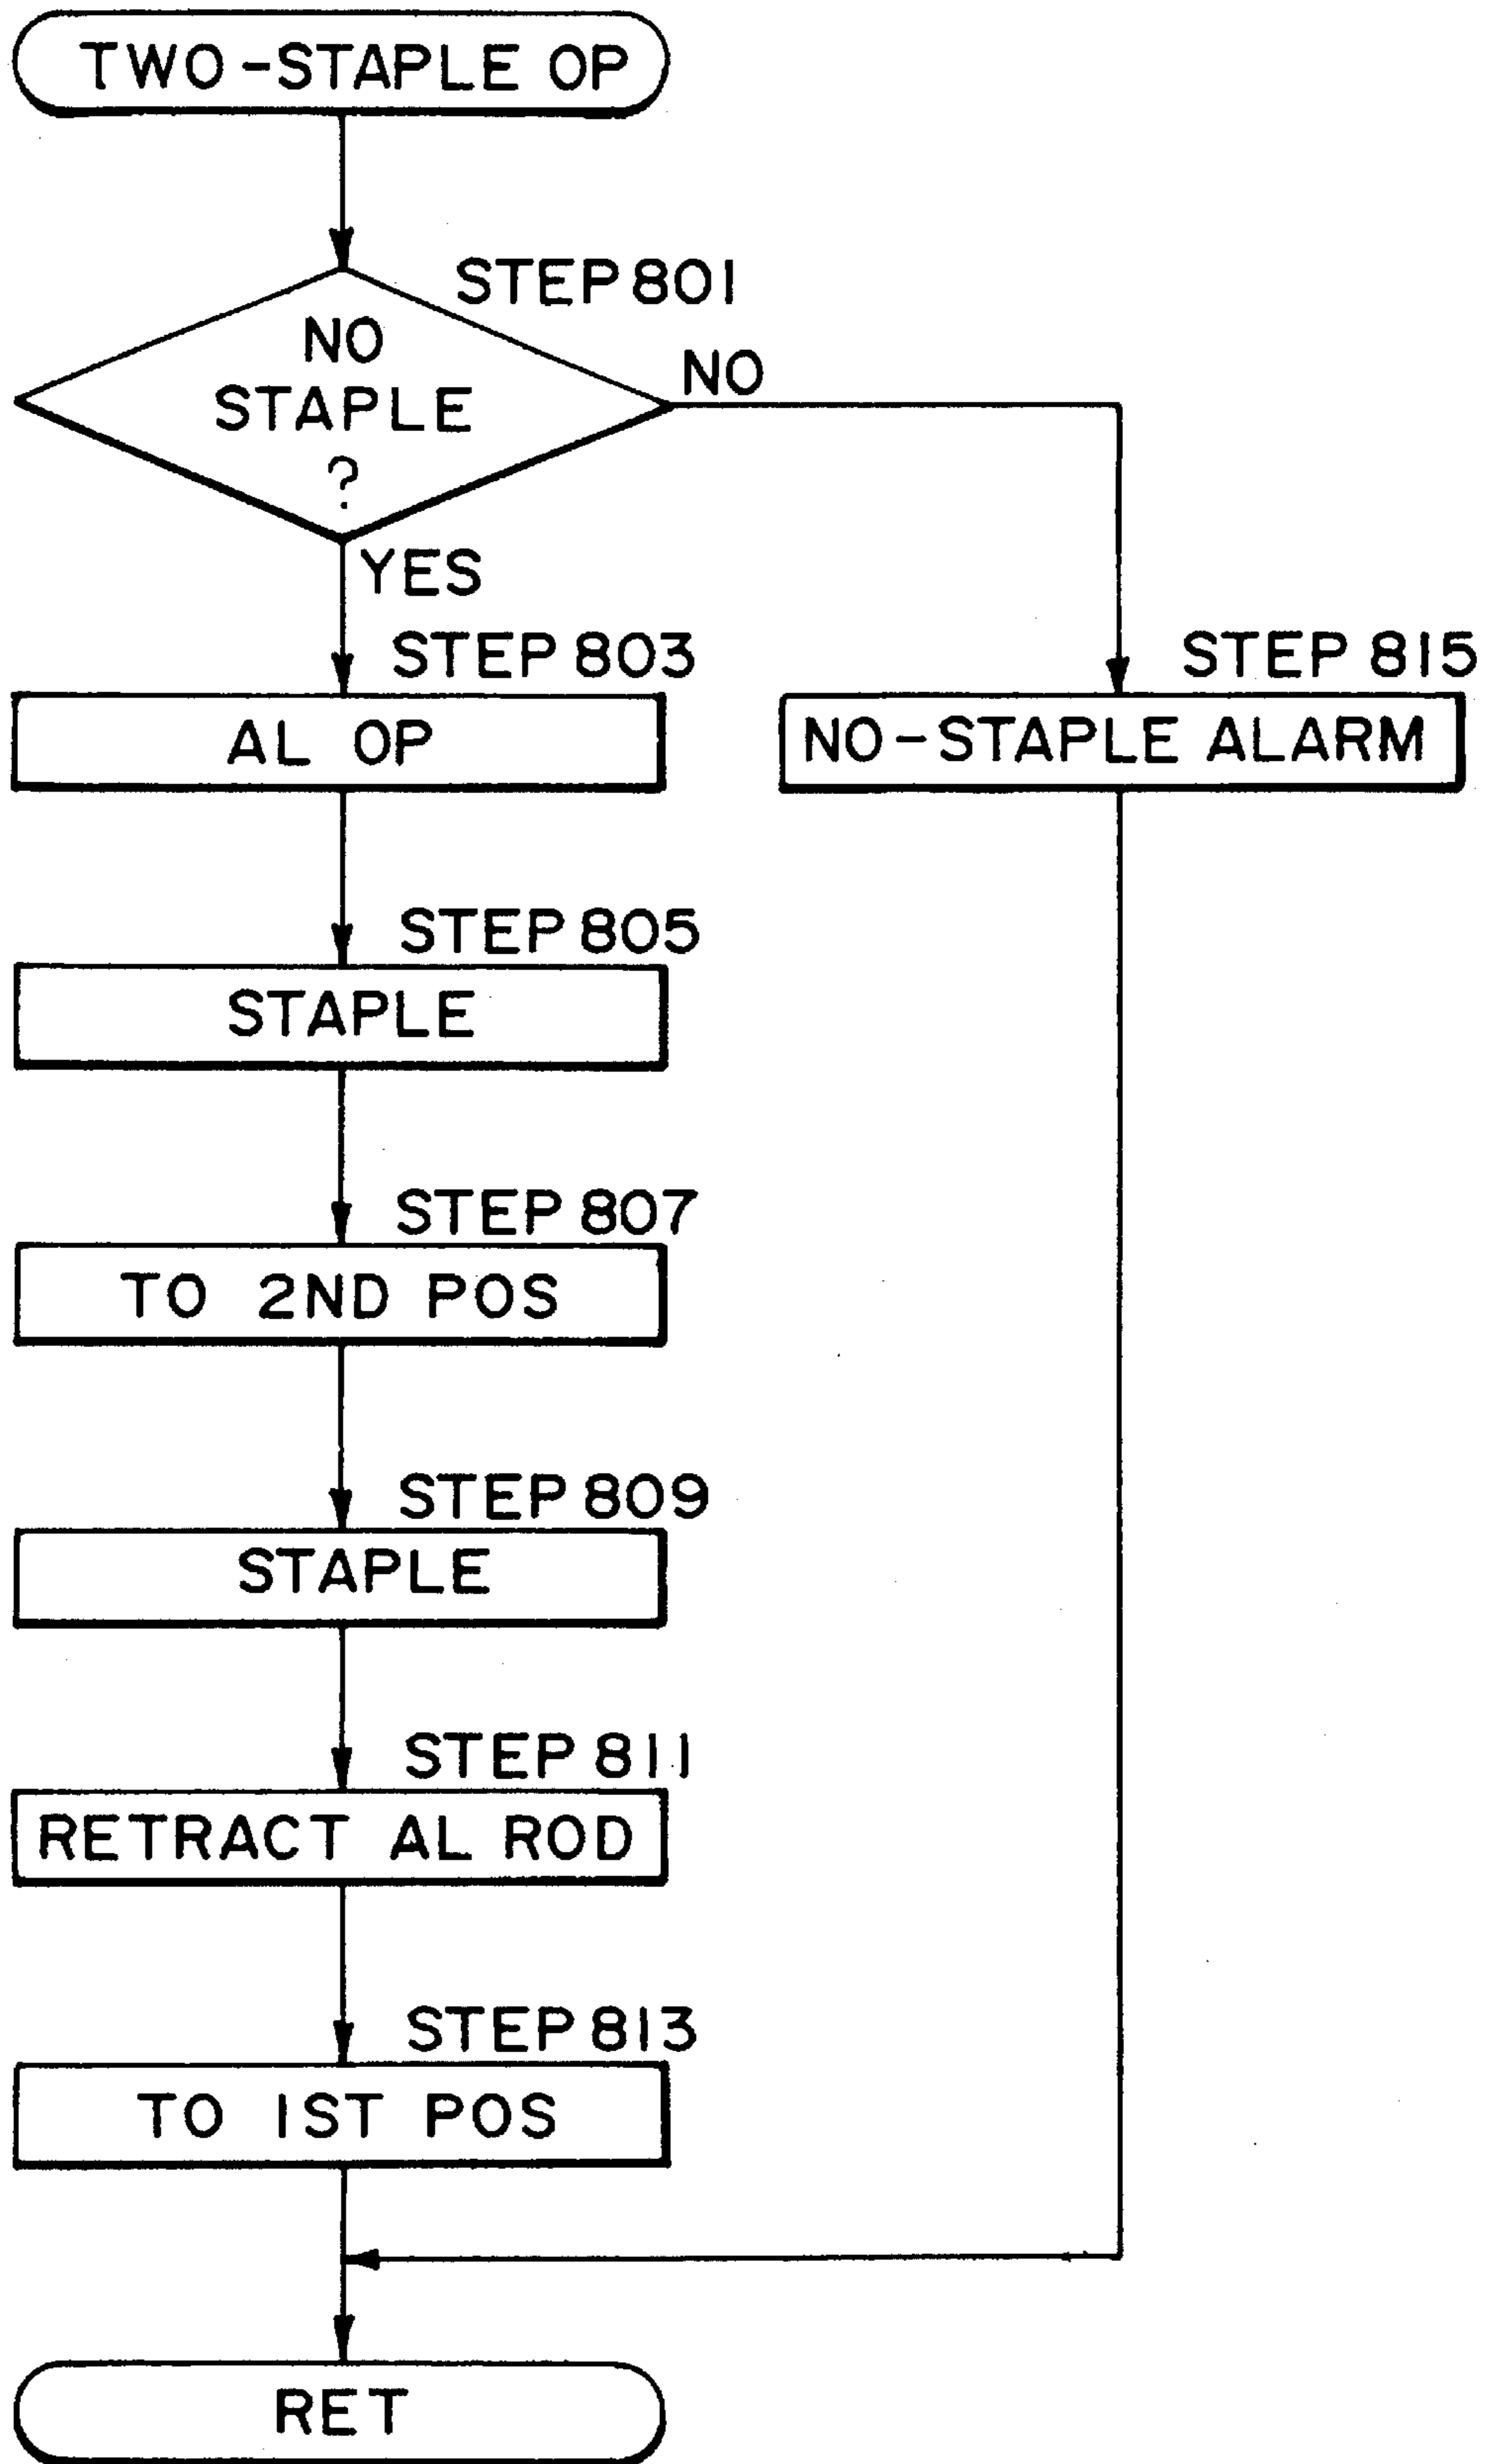 TWO-STAPLE OP
STEP 801
NO
STAPLE
?
NO
YES
STEP 803
AL OP
STEP 815
NO-STAPLE ALARM
STEP 805
STAPLE
STEP 807
TO 2ND POS
STEP 809
STAPLE
STEP 811
RETRACT AL ROD
STEP 813
TO 1ST POS
RET